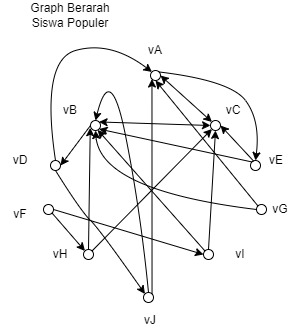 Graph Berarah
Siswa Populer
vA
vB
vC
vD
vE
vF
vG
vH
vI
vJ